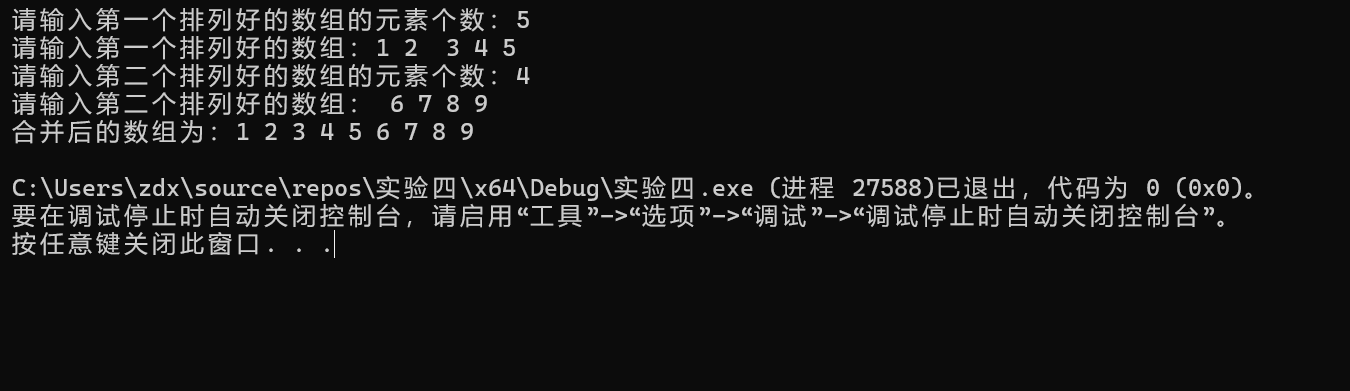 请输入第一个排列好的数组的元素个数：5
请输入第一个排列好的数组：1 2  3 4 5
请输入第二个排列好的数组的元素个数：4
请输入第二个排列好的数组： 6 7 8 9
合并后的数组为：1 2 3 4 5 6 7 8 9
C:\Users\zdx\source\repos\实验四\x64\Debug\实验四.exe (进程 27588)已退出，代码为 0 (0x0)。
要在调试停止时自动关闭控制台，请启用“工具”->“选项”->“调试”->“调试停止时自动关闭控制台”。
按任意键关闭此窗口. . .